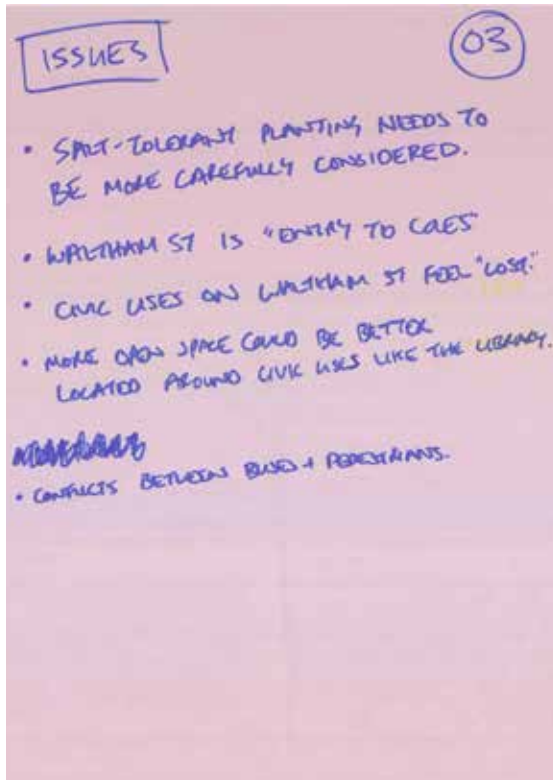 ISSUES
03
• SALT-TOLERANT PLANTING NEEDS TO
BE MORE CAREFULLY CONSIDERED.
• WALTHAM ST IS "ENTRY TO COLES"
• CIVIC USES ON WALTHAM ST FEEL "LOST."
• MORE OPEN SPACE COULD BE BETTER
LOCATED AROUND CIVIC USES LIKE THE LIBRARY.
• CONFLICTS BETWEEN BUSES + PEDESTRIANS.